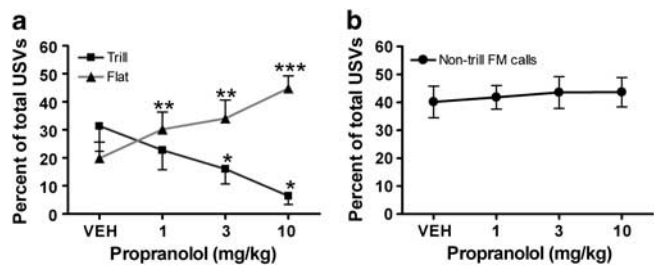 a
b
Percent of total USVs
60
50
40
30
20
10
0
Trill
Flat
**
**
***
*
*
VEH
1
3
10
Propranolol (mg/kg)
Percent of total USVs
60
50
40
30
20
10
0
Non-trill FM calls
VEH
1
3
10
Propranolol (mg/kg)